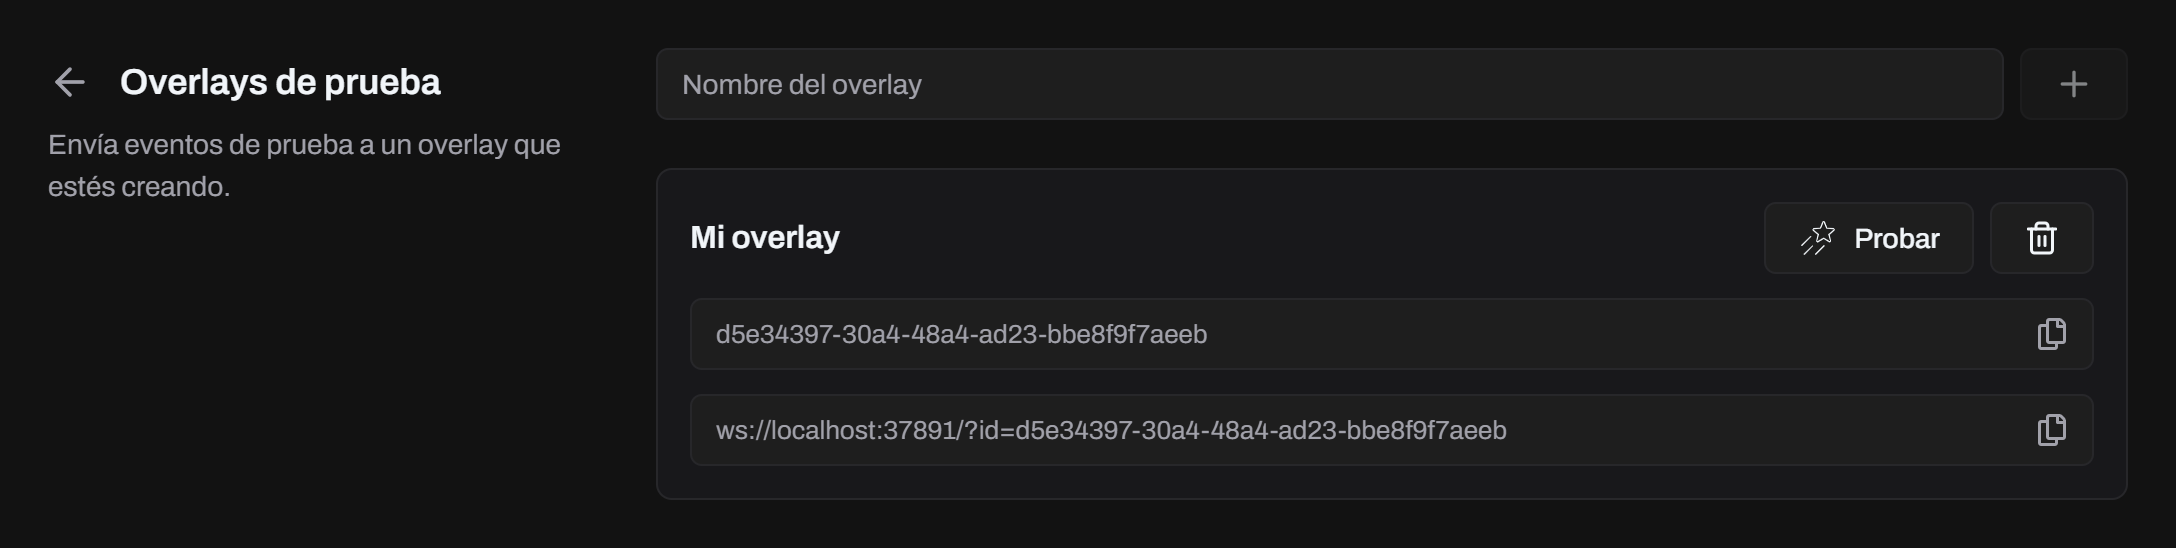 Overlays de prueba
Envía eventos de prueba a un overlay que
estés creando.
Nombre del overlay
Mi overlay
Probar
d5e34397-30a4-48a4-ad23-bbe8f9f7aeeb
ws://localhost:37891/?id=d5e34397-30a4-48a4-ad23-bbe8f9f7aeeb